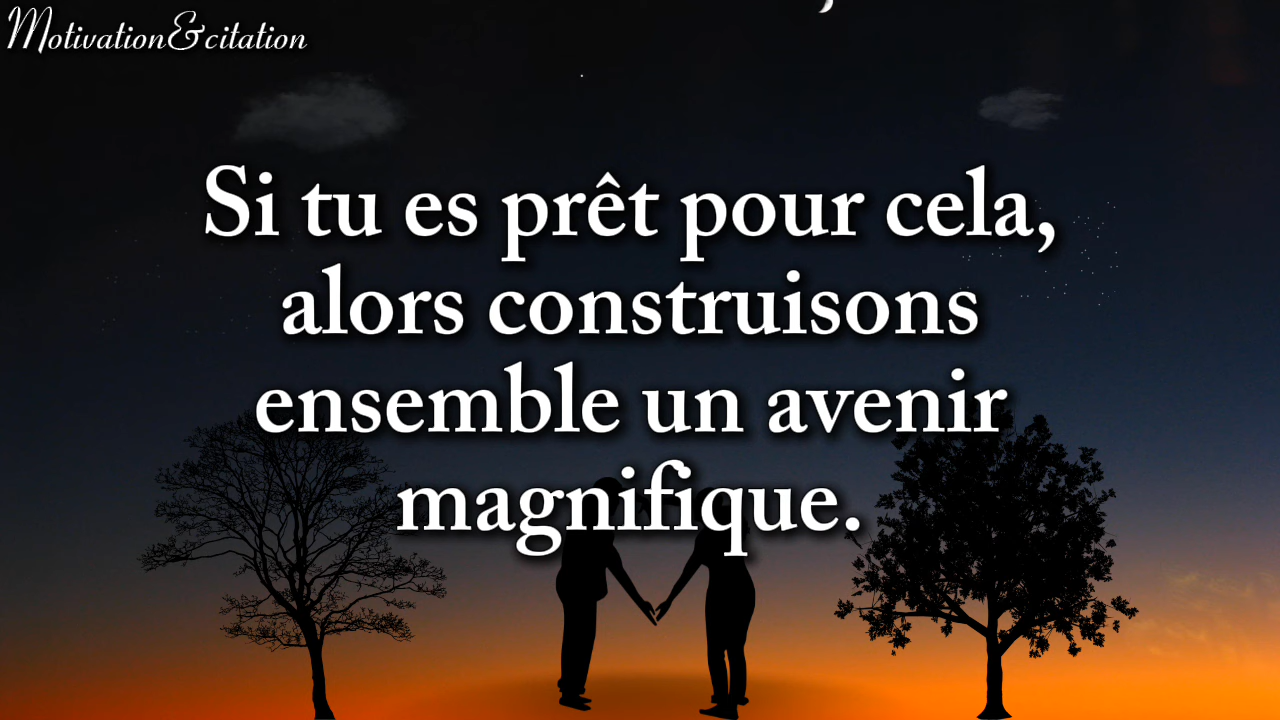 Motivation&citation
Si tu es prêt pour cela,
alors construisons
ensemble un avenir
magnifique.